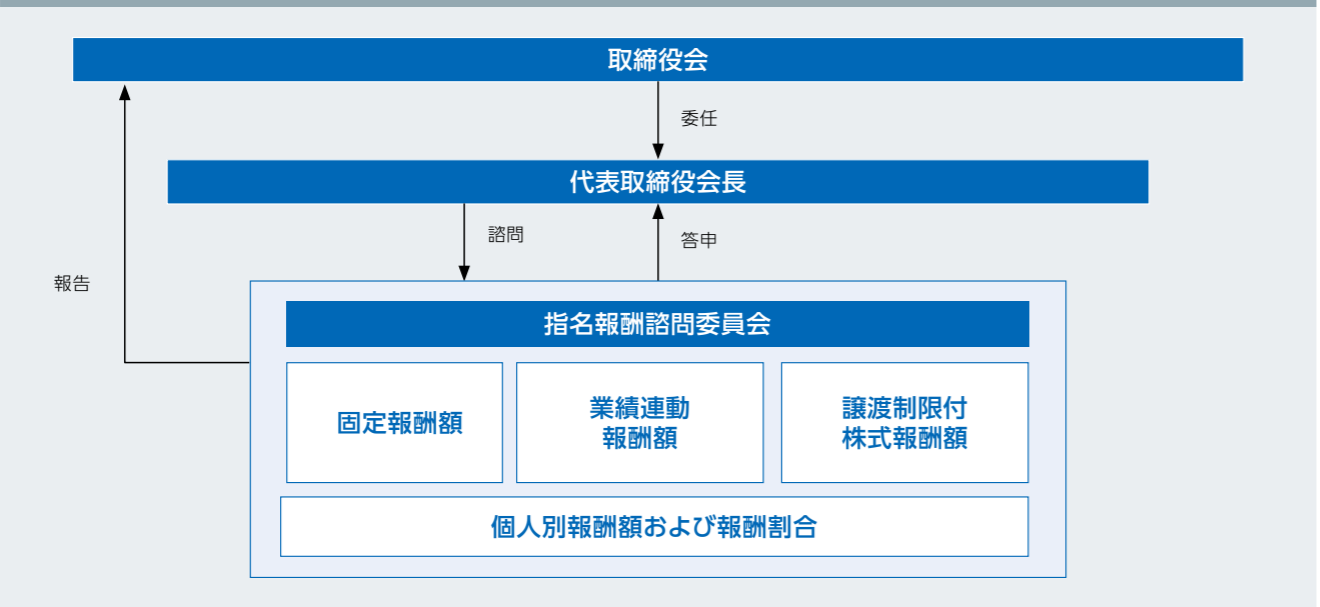 取締役会
委任
代表取締役会長
諮問
答申
報告
指名報酬諮問委員会
固定報酬額
業績連動
報酬額
譲渡制限付
株式報酬額
個人別報酬額および報酬割合